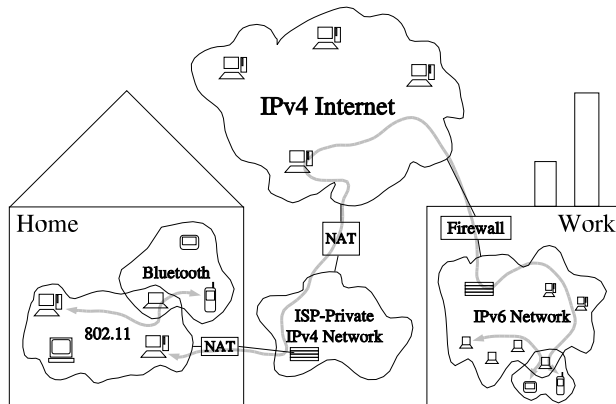 IPv4 Internet
Home
Work
NAT
Firewall
Bluetooth
802.11
NAT
ISP-Private
IPv4 Network
IPv6 Network